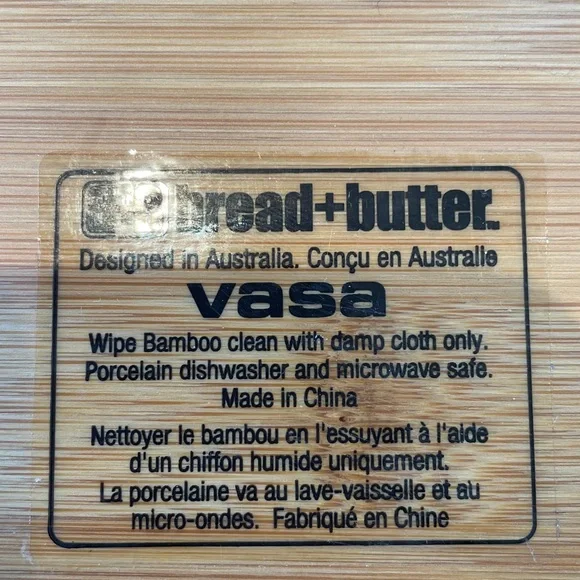 bread+butter.
Designed in Australia. Conçu en Australie
vasa
Wipe Bamboo clean with damp cloth only.
Porcelain dishwasher and microwave safe.
Made in China
Nettoyer le bambou en l'essuyant à l'aide
d'un chiffon humide uniquement.
La porcelaine va au lave-vaisselle et au
micro-ondes. Fabriqué en Chine